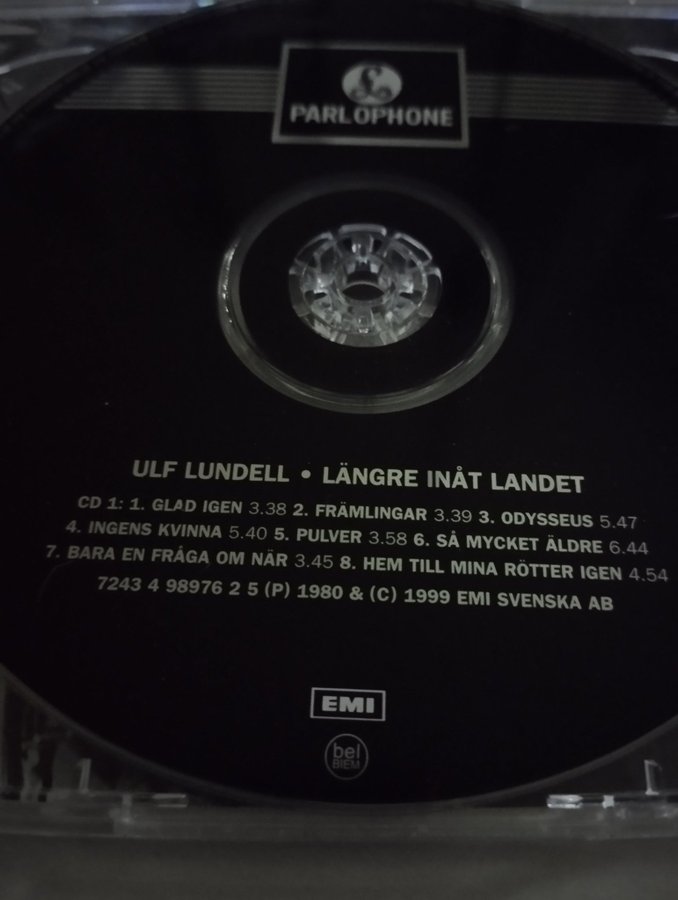 PARLOPHONE
ULF LUNDELL • LÄNGRE INÅT LANDET
CD 1: 1. GLAD IGEN 3.38 2. FRÄMLINGAR 3.39 3. ODYSSEUS 5.47
4. INGENS KVINNA 5.40 5. PULVER 3.58 6. SÅ MYCKET ÄLDRE 6.44
7. BARA EN FRÅGA OM NÄR 3.45 8. HEM TILL MINA RÖTTER IGEN 4.54
7243 4 98976 2 5 (P) 1980 & (C) 1999 EMI SVENSKA AB
EMI
bel
BIEM